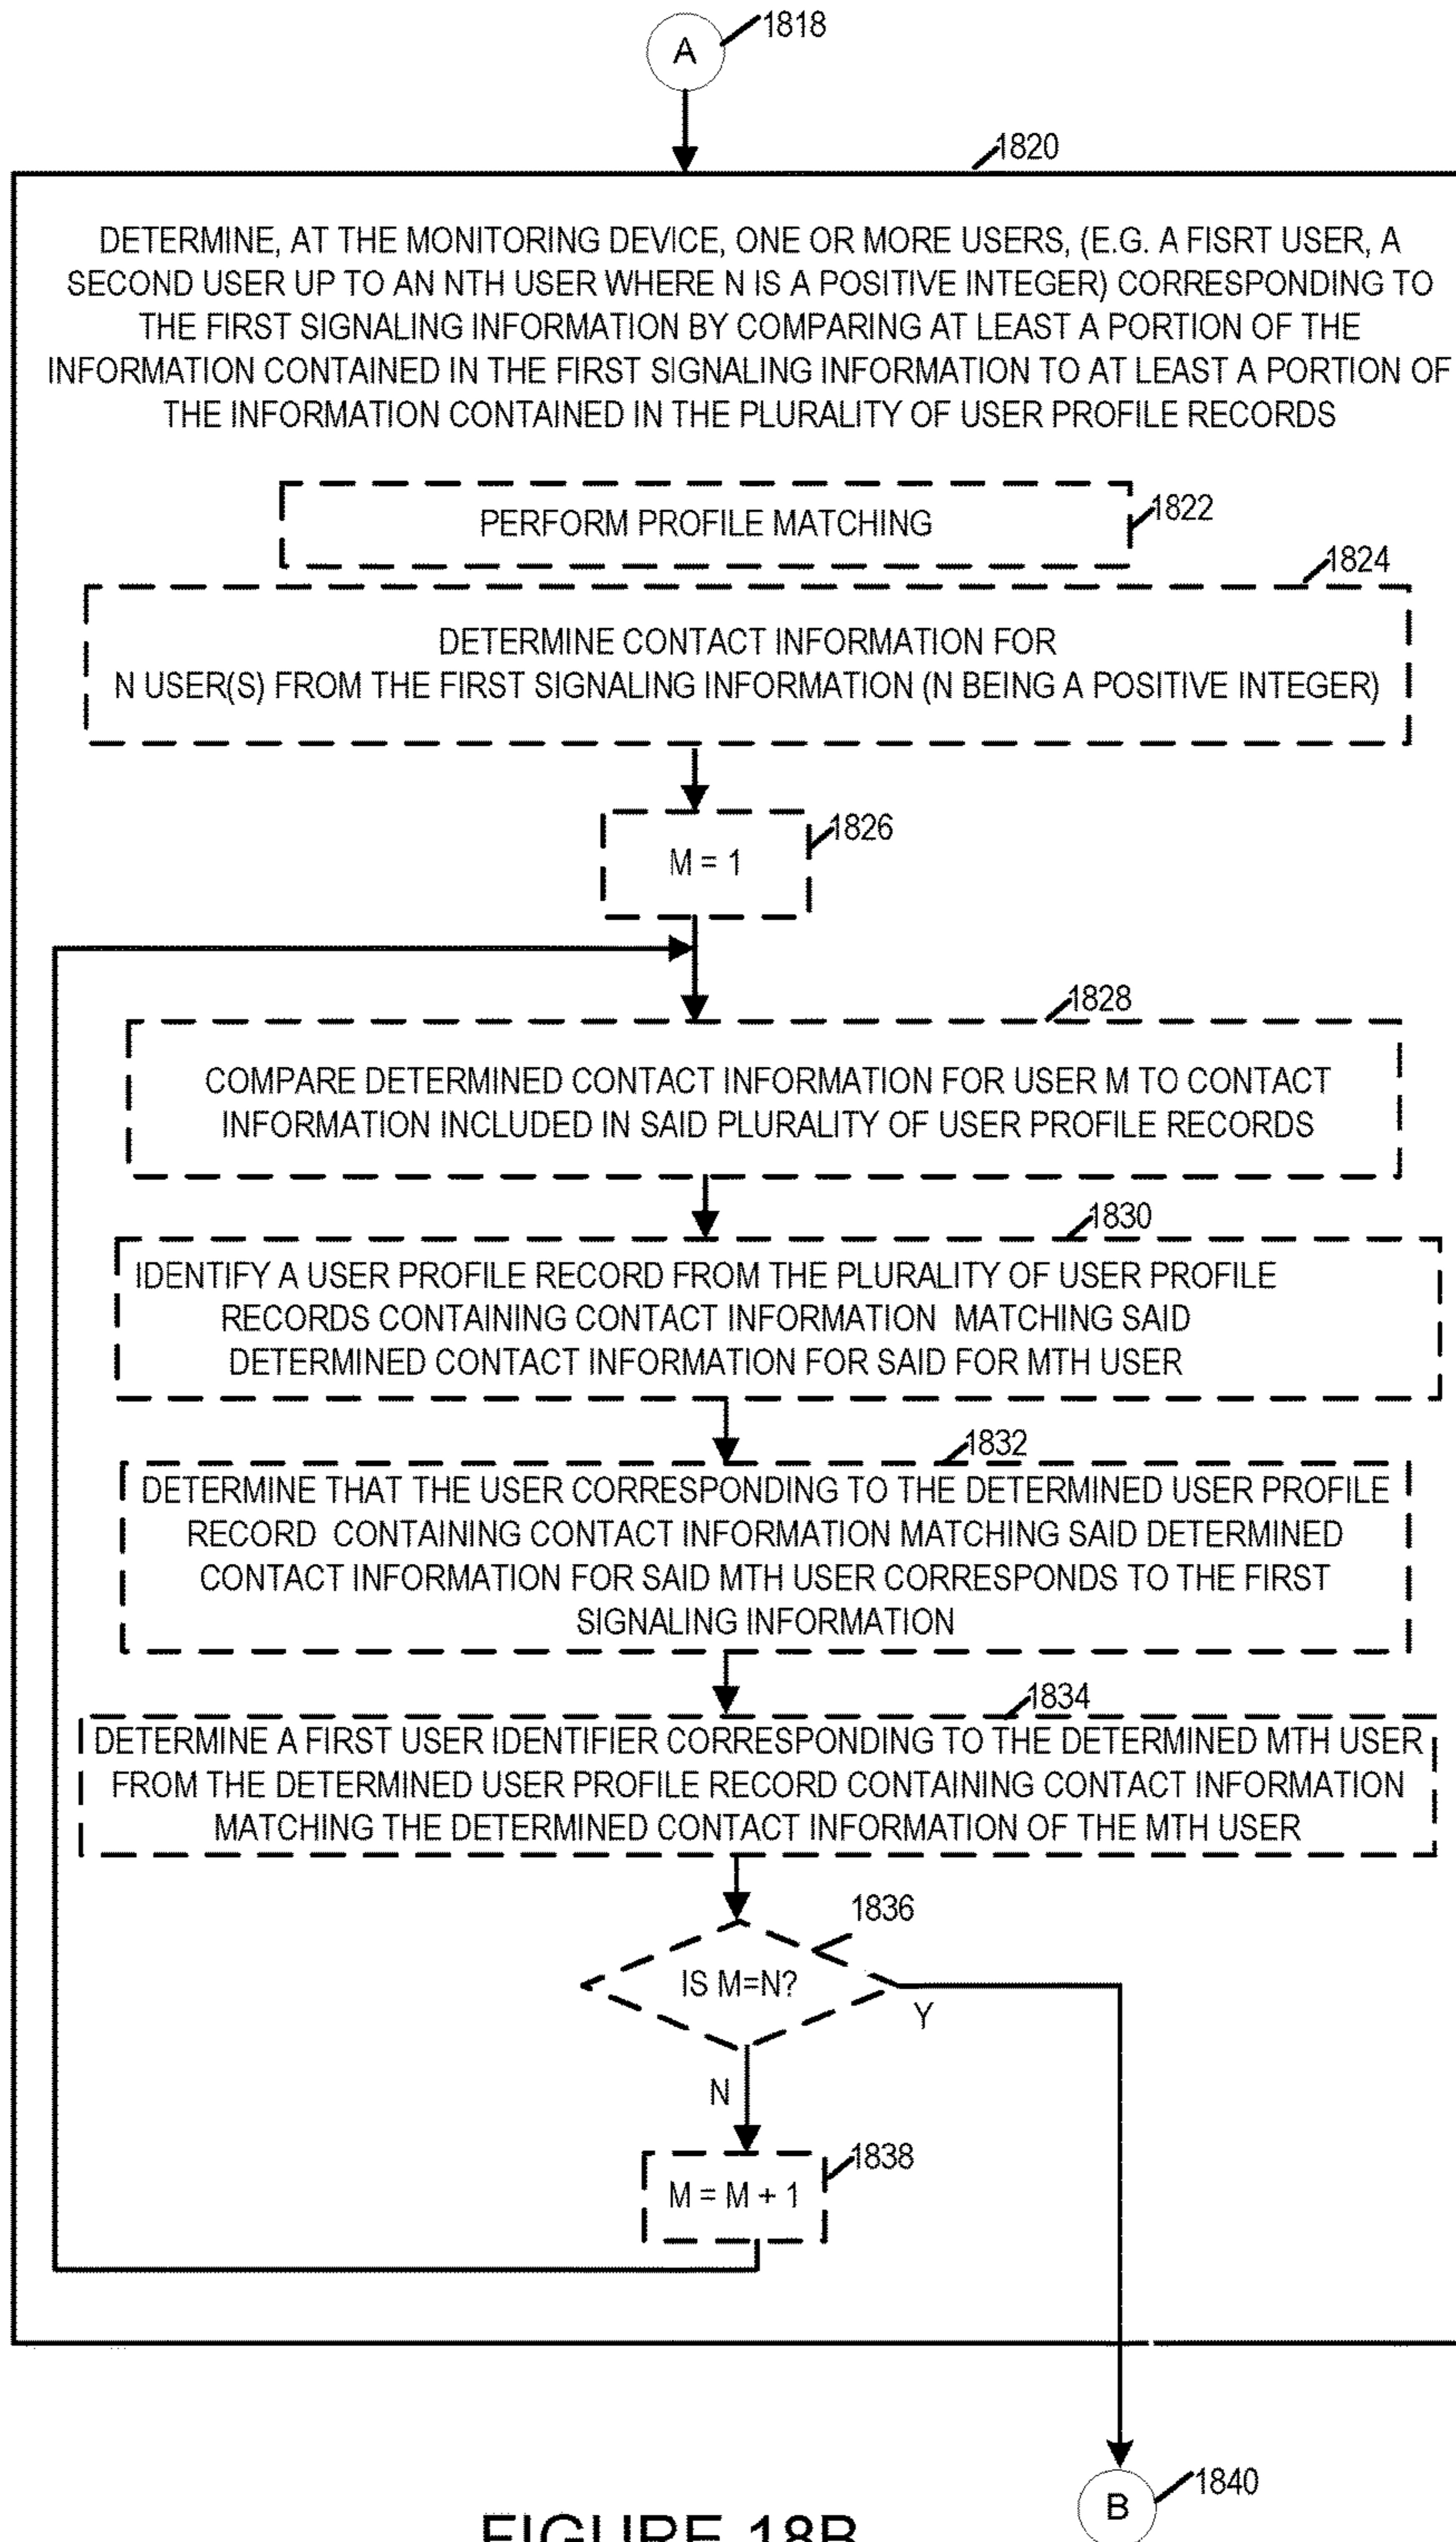 A
1818
1820
DETERMINE, AT THE MONITORING DEVICE, ONE OR MORE USERS, (E.G. A FISRT USER, A
SECOND USER UP TO AN NTH USER WHERE N IS A POSITIVE INTEGER) CORRESPONDING TO
THE FIRST SIGNALING INFORMATION BY COMPARING AT LEAST A PORTION OF THE
INFORMATION CONTAINED IN THE FIRST SIGNALING INFORMATION TO AT LEAST A PORTION OF
THE INFORMATION CONTAINED IN THE PLURALITY OF USER PROFILE RECORDS
PERFORM PROFILE MATCHING
1822
1824
DETERMINE CONTACT INFORMATION FOR
N USER(S) FROM THE FIRST SIGNALING INFORMATION (N BEING A POSITIVE INTEGER)
1826
M = 1
1828
COMPARE DETERMINED CONTACT INFORMATION FOR USER M TO CONTACT
INFORMATION INCLUDED IN SAID PLURALITY OF USER PROFILE RECORDS
1830
IDENTIFY A USER PROFILE RECORD FROM THE PLURALITY OF USER PROFILE
RECORDS CONTAINING CONTACT INFORMATION MATCHING SAID
DETERMINED CONTACT INFORMATION FOR SAID FOR MTH USER
1832
DETERMINE THAT THE USER CORRESPONDING TO THE DETERMINED USER PROFILE
RECORD CONTAINING CONTACT INFORMATION MATCHING SAID DETERMINED
CONTACT INFORMATION FOR SAID MTH USER CORRESPONDS TO THE FIRST
SIGNALING INFORMATION
1834
DETERMINE A FIRST USER IDENTIFIER CORRESPONDING TO THE DETERMINED MTH USER
FROM THE DETERMINED USER PROFILE RECORD CONTAINING CONTACT INFORMATION
MATCHING THE DETERMINED CONTACT INFORMATION OF THE MTH USER
1836
IS M=N?
Y
N
1838
M = M + 1
1840
B
FIGURE 18B